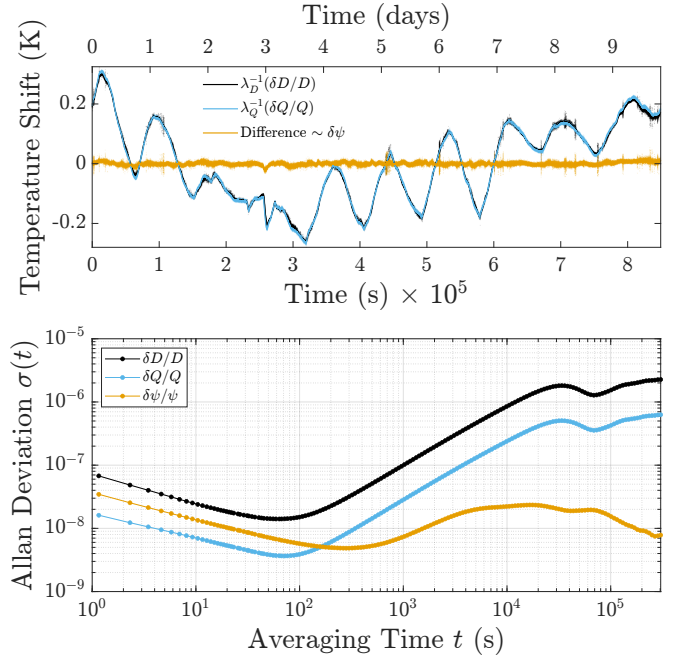 Time (days)
0 1 2 3 4 5 6 7 8 9
Temperature Shift (K)
0.2
0
-0.2
λ_D^{-1}(δD/D)
λ_Q^{-1}(δQ/Q)
Difference ∼ δψ
0 1 2 3 4 5 6 7 8
Time (s) × 10^5
Allan Deviation σ(t)
10^{-5}
10^{-6}
10^{-7}
10^{-8}
10^{-9}
δD/D
δQ/Q
δψ/ψ
10^0 10^1 10^2 10^3 10^4 10^5
Averaging Time t (s)